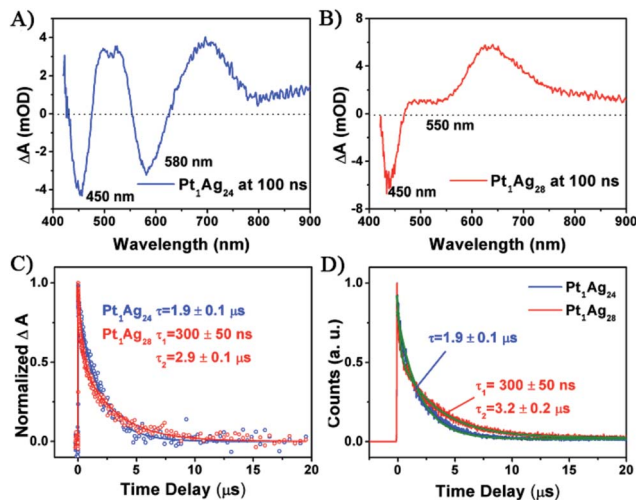 A)
4
2
0
-2
-4
ΔA (mOD)
450 nm
580 nm
Pt₁Ag₂₄ at 100 ns
400 500 600 700 800 900
Wavelength (nm)
B)
8
4
0
-4
-8
ΔA (mOD)
550 nm
450 nm
Pt₁Ag₂₈ at 100 ns
400 500 600 700 800 900
Wavelength (nm)
C)
1.0
0.5
0.0
Normalized Δ A
Pt₁Ag₂₄ τ=1.9 ± 0.1 μs
Pt₁Ag₂₈ τ₁=300 ± 50 ns
τ₂=2.9 ± 0.1 μs
0 5 10 15 20
Time Delay (μs)
D)
1.0
0.5
0.0
Counts (a. u.)
Pt₁Ag₂₄
Pt₁Ag₂₈
τ=1.9 ± 0.1 μs
τ₁= 300 ± 50 ns
τ₂= 3.2 ± 0.2 μs
0 5 10 15 20
Time Delay (μs)